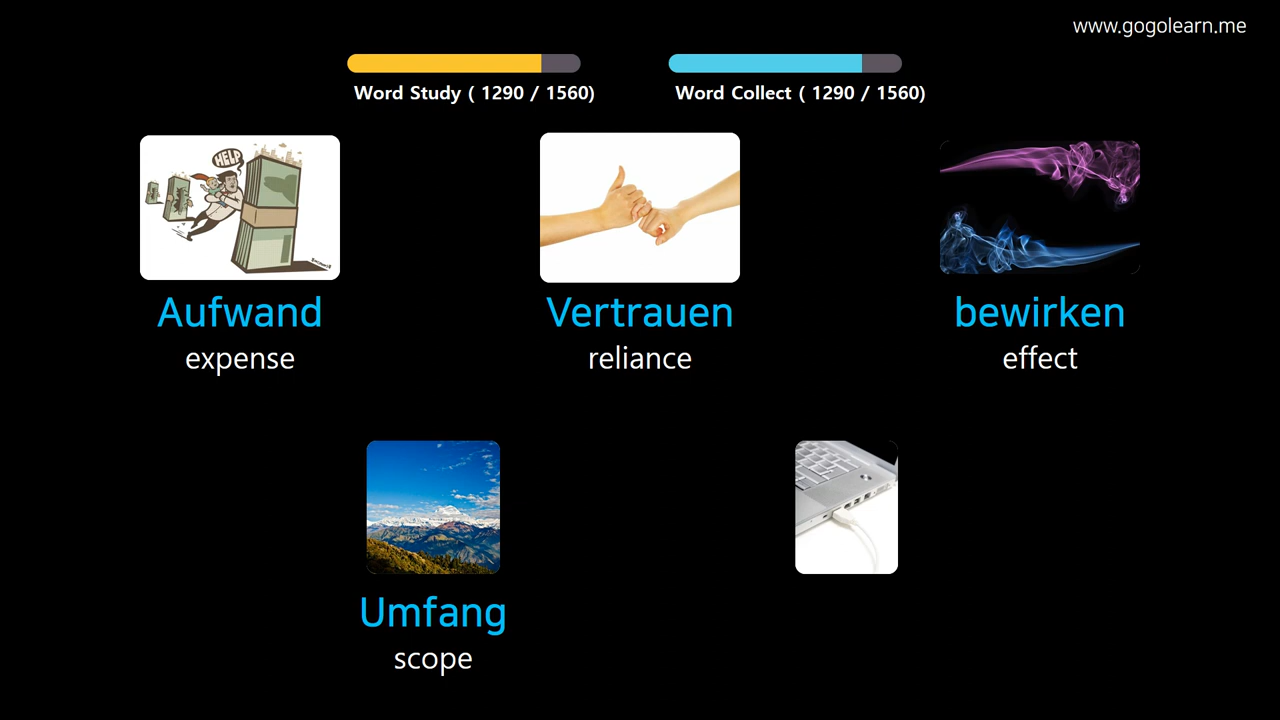 www.gogolearn.me
Word Study ( 1290 / 1560)
Word Collect ( 1290 / 1560)
HELP
Aufwand
expense
Vertrauen
reliance
bewirken
effect
Umfang
scope